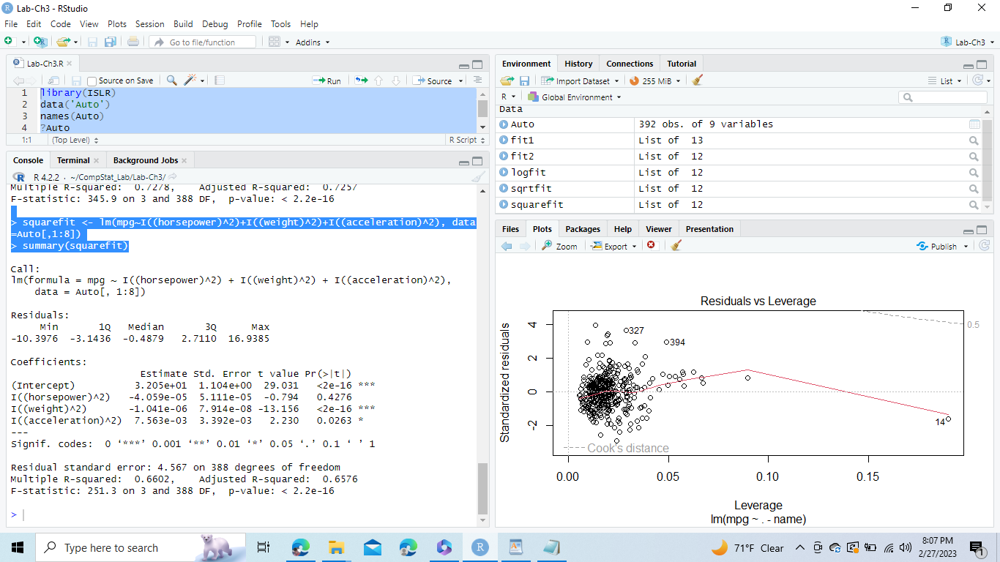 Lab-Ch3 - RStudio
File Edit Code View Plots Session Build Debug Profile Tools Help
Go to file/function Addins Lab-Ch3
Lab-Ch3.R
Source on Save Run Source
1 library(ISLR)
2 data('Auto')
3 names(Auto)
4 ?Auto
1:1 (Top Level) R Script
Console Terminal Background Jobs
R 4.2.2 · ~/CompStat_Lab/Lab-Ch3/
Multiple R-squared: 0.7278, Adjusted R-squared: 0.7257
F-statistic: 345.9 on 3 and 388 DF, p-value: < 2.2e-16
> squarefit <- lm(mpg~I((horsepower)^2)+I((weight)^2)+I((acceleration)^2), data
=Auto[,1:8])
> summary(squarefit)
Call:
lm(formula = mpg ~ I((horsepower)^2) + I((weight)^2) + I((acceleration)^2),
data = Auto[, 1:8])
Residuals:
Min 1Q Median 3Q Max
-10.3976 -3.1436 -0.4879 2.7110 16.9385
Coefficients:
Estimate Std. Error t value Pr(>|t|)
(Intercept) 3.205e+01 1.104e+00 29.031 <2e-16 ***
I((horsepower)^2) -4.059e-05 5.111e-05 -0.794 0.4276
I((weight)^2) -1.041e-06 7.914e-08 -13.156 <2e-16 ***
I((acceleration)^2) 7.563e-03 3.392e-03 2.230 0.0263 *
---
Signif. codes: 0 ‘***’ 0.001 ‘**’ 0.01 ‘*’ 0.05 ‘.’ 0.1 ‘ ’ 1
Residual standard error: 4.567 on 388 degrees of freedom
Multiple R-squared: 0.6602, Adjusted R-squared: 0.6576
F-statistic: 251.3 on 3 and 388 DF, p-value: < 2.2e-16
>
Environment History Connections Tutorial
Import Dataset 255 MiB List
R Global Environment
Data
Auto 392 obs. of 9 variables
fit1 List of 13
fit2 List of 12
logfit List of 12
sqrtfit List of 12
squarefit List of 12
Files Plots Packages Help Viewer Presentation
Zoom Export Publish
Residuals vs Leverage
Standardized residuals
4
2
0
-2
0.5
327
394
14
Cook's distance
0.00 0.05 0.10 0.15
Leverage
lm(mpg ~ . - name)
Type here to search
71°F Clear
8:07 PM
2/27/2023
1